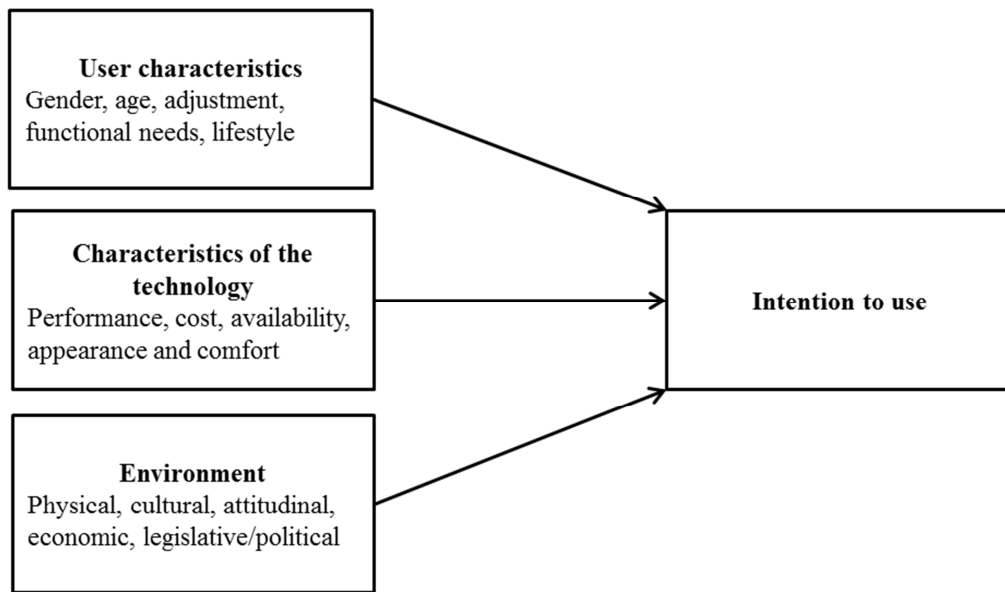 User characteristics
Gender, age, adjustment,
functional needs, lifestyle
Characteristics of the
technology
Performance, cost, availability,
appearance and comfort
Environment
Physical, cultural, attitudinal,
economic, legislative/political
Intention to use